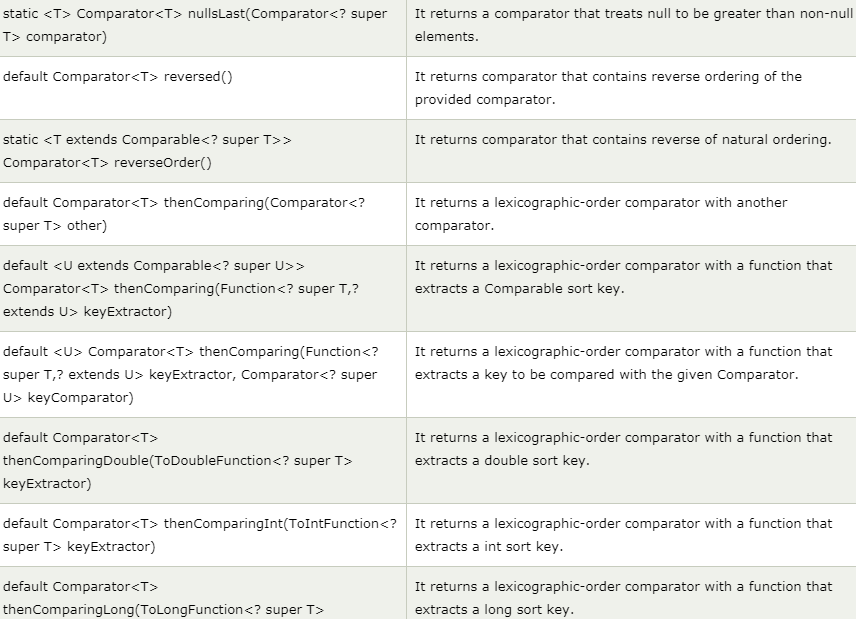 static <T> Comparator<T> nullsLast(Comparator<? super
T> comparator)
It returns a comparator that treats null to be greater than non-null
elements.
default Comparator<T> reversed()
It returns comparator that contains reverse ordering of the
provided comparator.
static <T extends Comparable<? super T>>
Comparator<T> reverseOrder()
It returns comparator that contains reverse of natural ordering.
default Comparator<T> thenComparing(Comparator<?
super T> other)
It returns a lexicographic-order comparator with another
comparator.
default <U extends Comparable<? super U>>
Comparator<T> thenComparing(Function<? super T,?
extends U> keyExtractor)
It returns a lexicographic-order comparator with a function that
extracts a Comparable sort key.
default <U> Comparator<T> thenComparing(Function<?
super T,? extends U> keyExtractor, Comparator<? super
U> keyComparator)
It returns a lexicographic-order comparator with a function that
extracts a key to be compared with the given Comparator.
default Comparator<T>
thenComparingDouble(ToDoubleFunction<? super T>
keyExtractor)
It returns a lexicographic-order comparator with a function that
extracts a double sort key.
default Comparator<T> thenComparingInt(ToIntFunction<?
super T> keyExtractor)
It returns a lexicographic-order comparator with a function that
extracts a int sort key.
default Comparator<T>
thenComparingLong(ToLongFunction<? super T>
It returns a lexicographic-order comparator with a function that
extracts a long sort key.